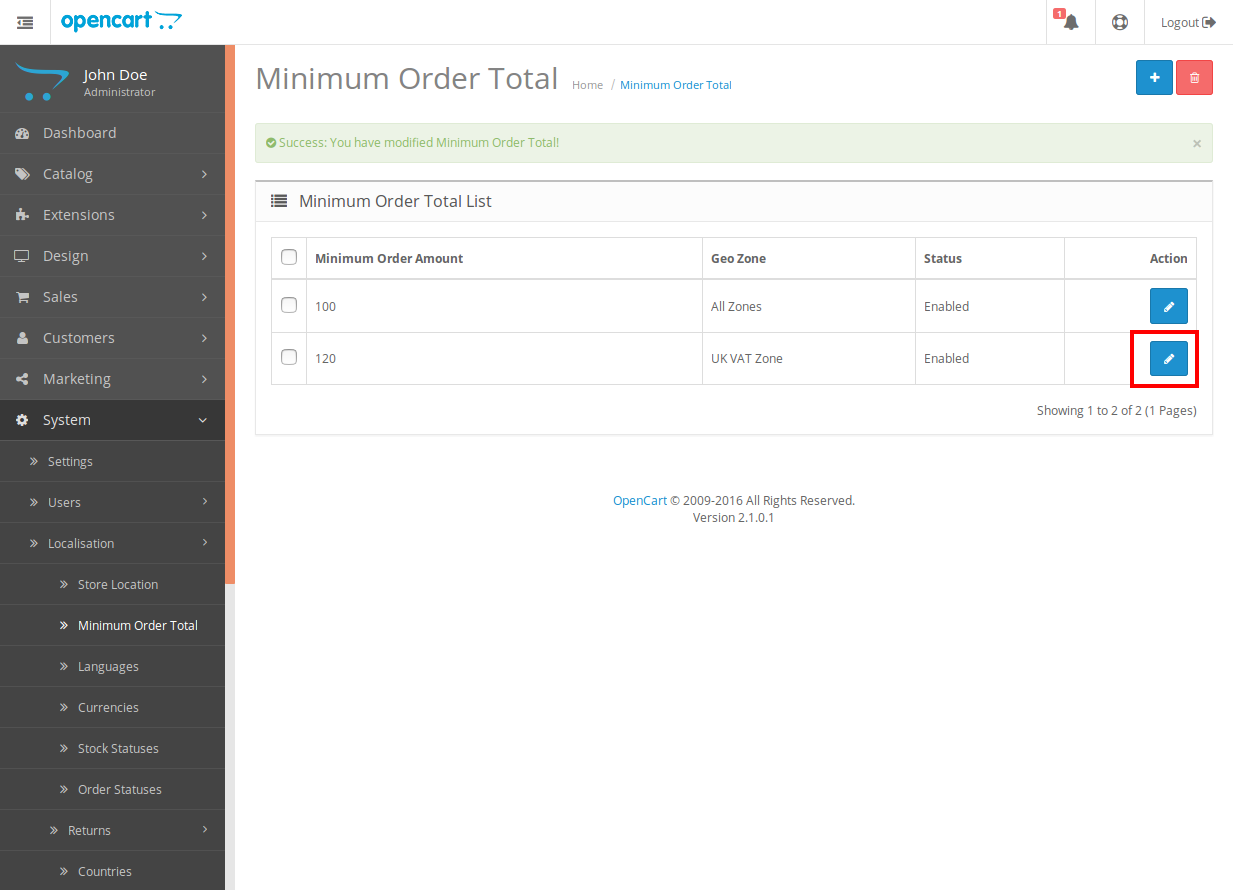 opencart
1
Logout
John Doe
Administrator
Dashboard
Catalog
Extensions
Design
Sales
Customers
Marketing
System
Settings
Users
Localisation
Store Location
Minimum Order Total
Languages
Currencies
Stock Statuses
Order Statuses
Returns
Countries
Minimum Order Total Home / Minimum Order Total
Success: You have modified Minimum Order Total! ×
Minimum Order Total List
Minimum Order Amount Geo Zone Status Action
100 All Zones Enabled
120 UK VAT Zone Enabled
Showing 1 to 2 of 2 (1 Pages)
OpenCart © 2009-2016 All Rights Reserved.
Version 2.1.0.1